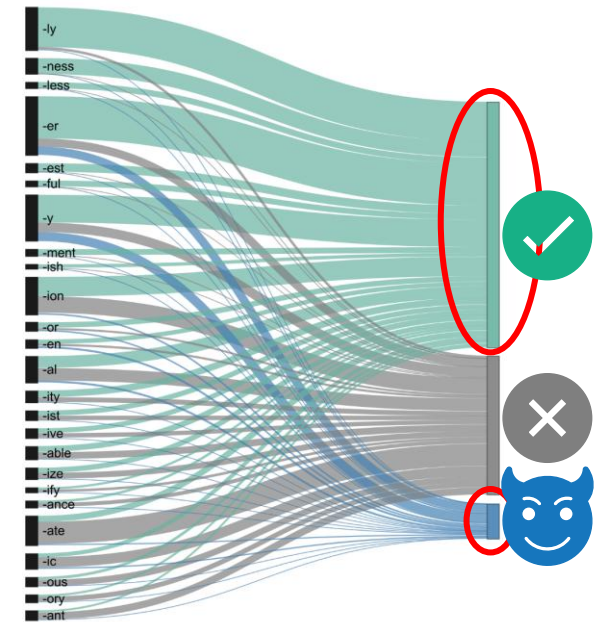 -ly
-ness
-less
-er
-est
-ful
-y
-ment
-ish
-ion
-or
-en
-al
-ity
-ist
-ive
-able
-ize
-ify
-ance
-ate
-ic
-ous
-ory
-ant